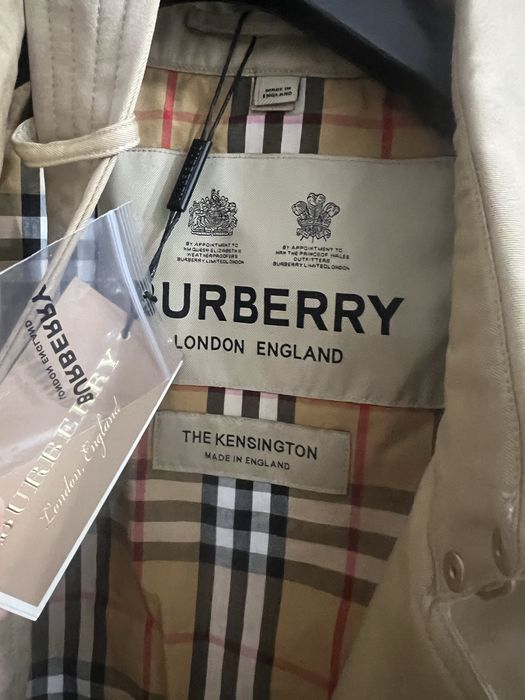 MADE IN
ENGLAND
BY APPOINTMENT TO
HM QUEEN ELIZABETH II
WEATHERPROOFERS
BURBERRY LIMITED LONDON
BY APPOINTMENT TO
HRH THE PRINCE OF WALES
OUTFITTERS
BURBERRY LIMITED LONDON
URBERRY
LONDON ENGLAND
THE KENSINGTON
MADE IN ENGLAND
BURBERRY
LONDON ENGLAND
BURBERRY
London, England